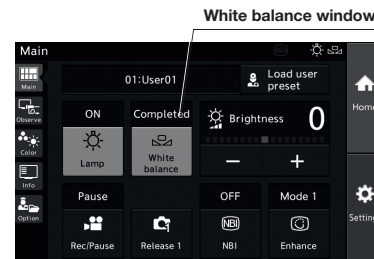 White balance window
Main
NBI
Main
01:User01
Load user
preset
Home
Observe
ON
Completed
Brightness
0
Color
Lamp
White
balance
−
+
Info
Pause
OFF
Mode 1
Setting
Option
Rec/Pause
Release 1
NBI
NBI
Enhance